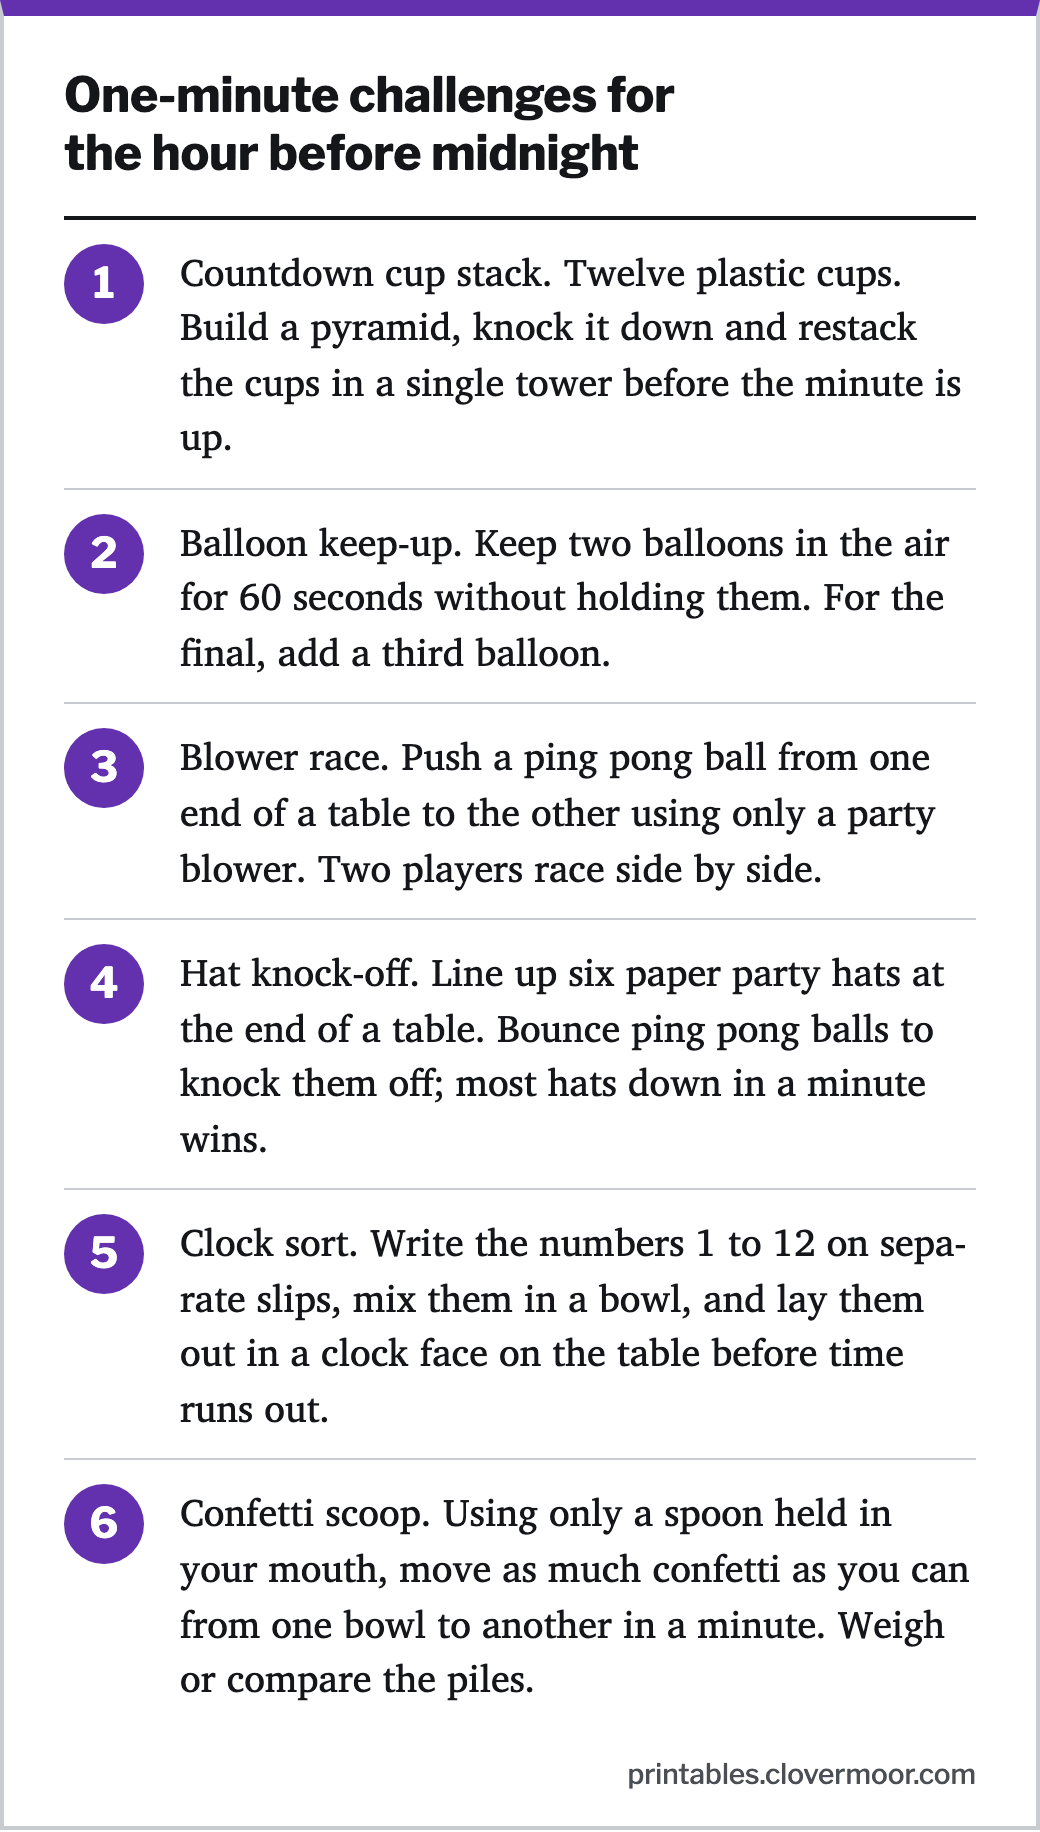 One-minute challenges for
the hour before midnight
1
Countdown cup stack. Twelve plastic cups.
Build a pyramid, knock it down and restack
the cups in a single tower before the minute is
up.
2
Balloon keep-up. Keep two balloons in the air
for 60 seconds without holding them. For the
final, add a third balloon.
3
Blower race. Push a ping pong ball from one
end of a table to the other using only a party
blower. Two players race side by side.
4
Hat knock-off. Line up six paper party hats at
the end of a table. Bounce ping pong balls to
knock them off; most hats down in a minute
wins.
5
Clock sort. Write the numbers 1 to 12 on sepa-
rate slips, mix them in a bowl, and lay them
out in a clock face on the table before time
runs out.
6
Confetti scoop. Using only a spoon held in
your mouth, move as much confetti as you can
from one bowl to another in a minute. Weigh
or compare the piles.
printables.clovermoor.com